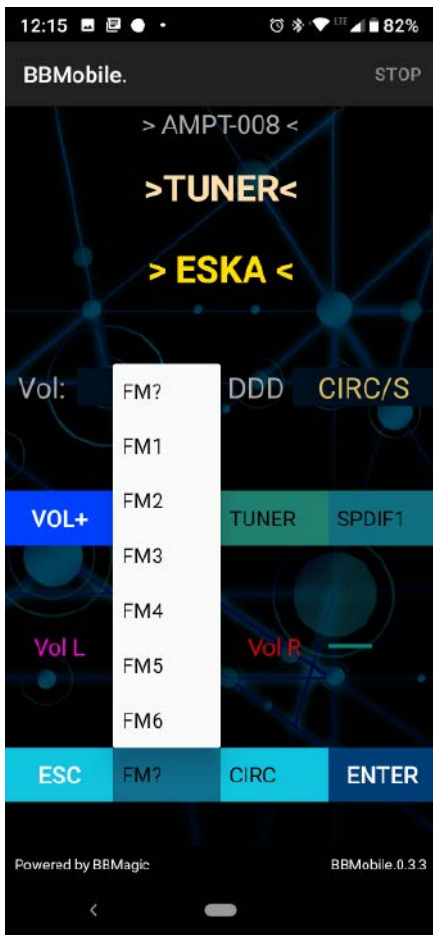 12:15 LTE 82%
BBMobile. STOP
> AMPT-008 <
>TUNER<
> ESKA <
Vol: FM? DDD CIRC/S
FM1
VOL+ FM2 TUNER SPDIF1
FM3
FM4
Vol L FM5 Vol R
FM6
ESC FM? CIRC ENTER
Powered by BBMagic BBMobile.0.3.3